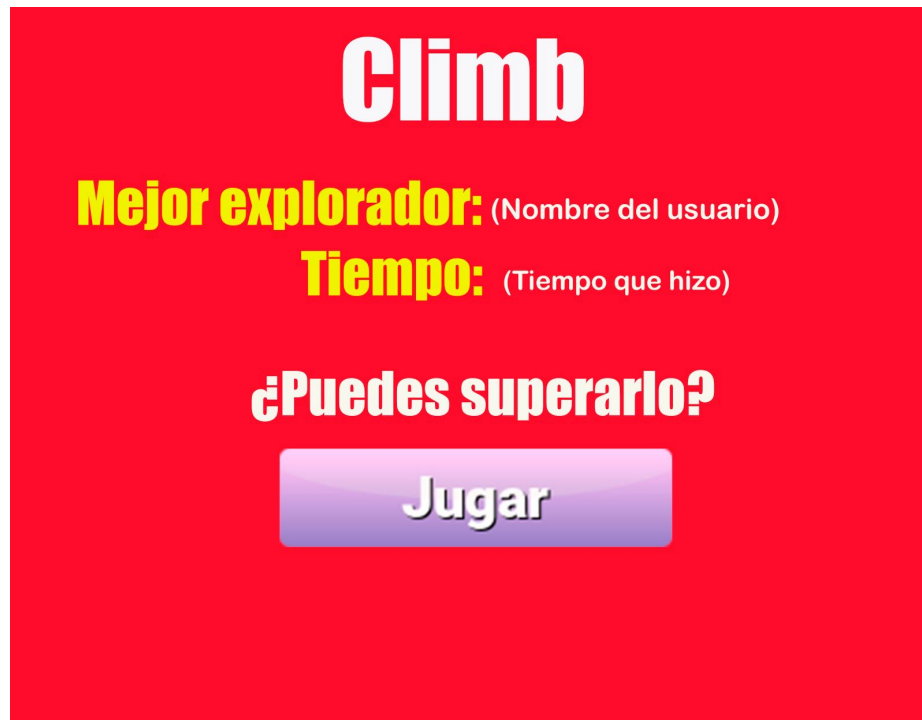 Climb
Mejor explorador: (Nombre del usuario)
Tiempo: (Tiempo que hizo)
¿Puedes superarlo?
Jugar